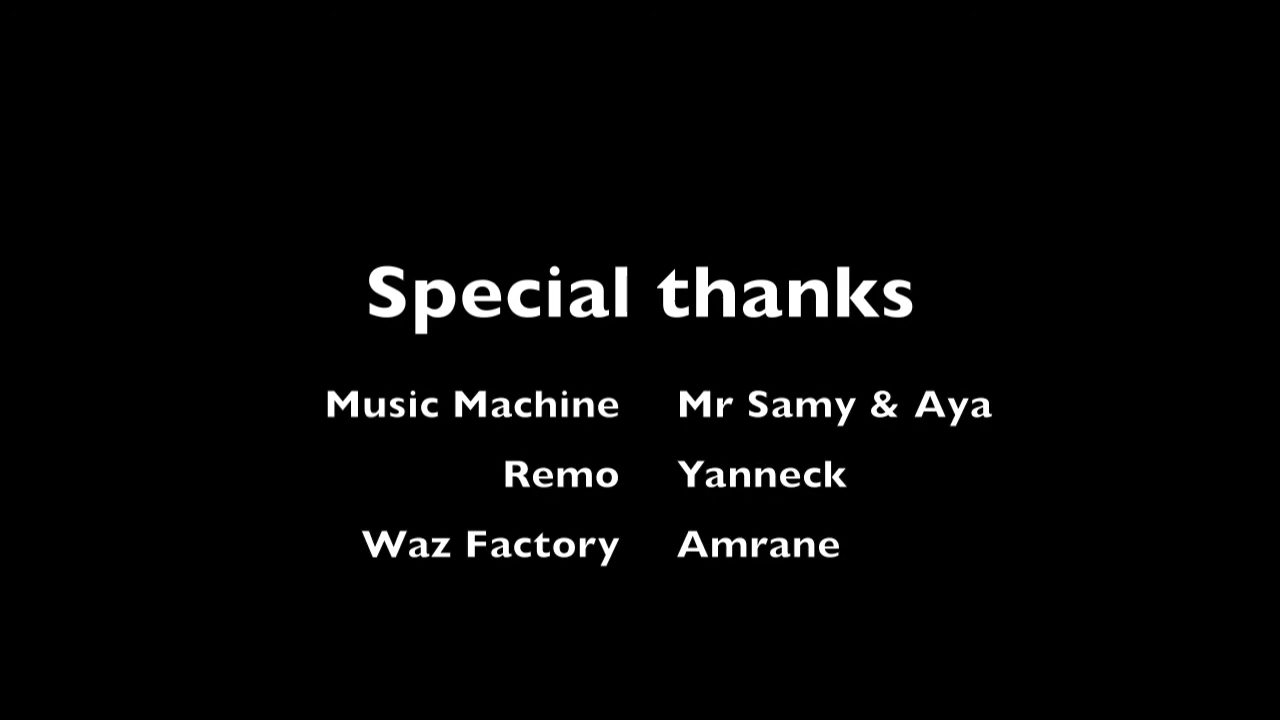 Special thanks
Music Machine Mr Samy & Aya
Remo Yanneck
Waz Factory Amrane